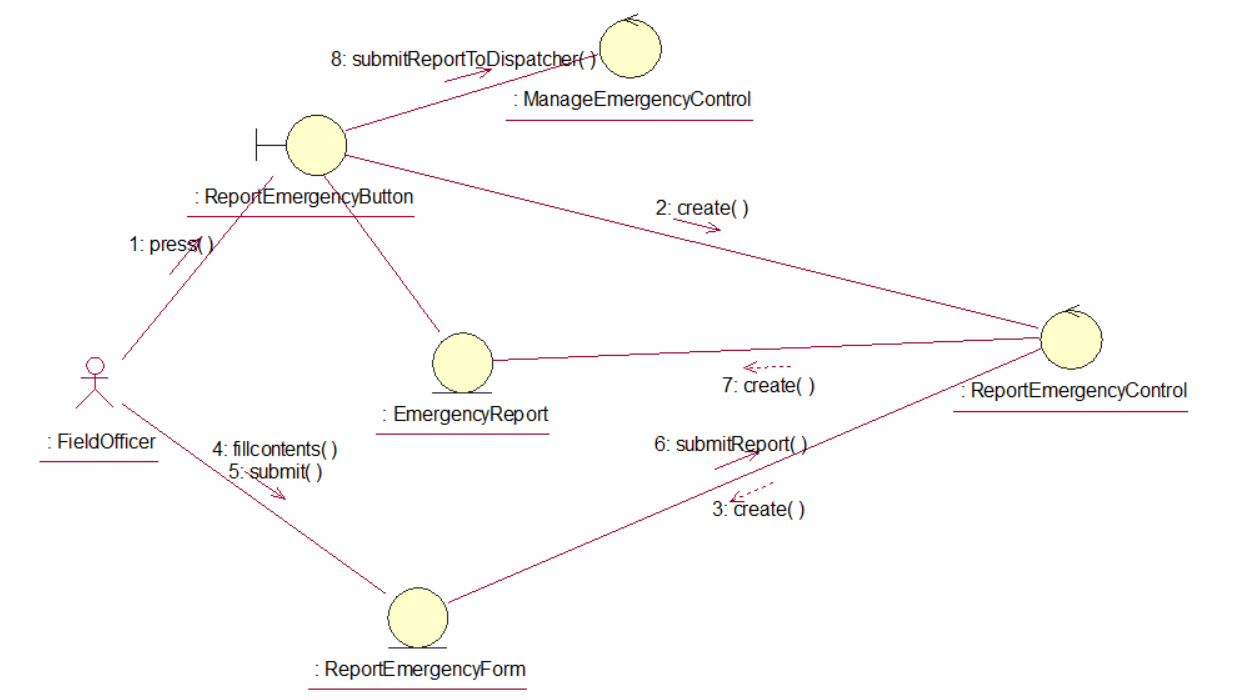 8: submitReportToDispatcher( )
: ManageEmergencyControl
: ReportEmergencyButton
2: create( )
1: press( )
7: create( )
: ReportEmergencyControl
: EmergencyReport
: FieldOfficer
4: fillcontents( )
5: submit( )
6: submitReport( )
3: create( )
: ReportEmergencyForm